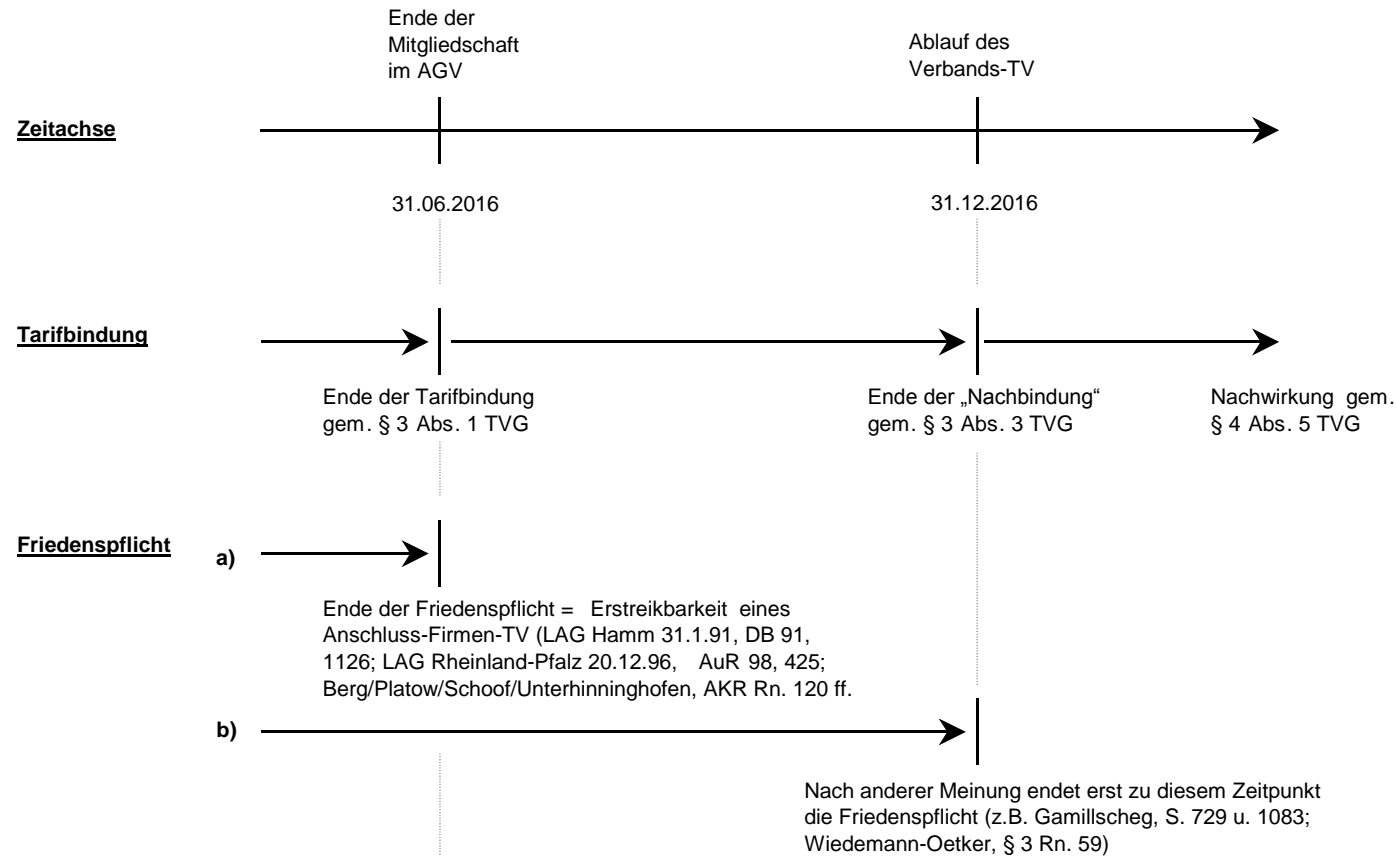 Ende der
Mitgliedschaft
im AGV
Ablauf des
Verbands-TV
Zeitachse
31.06.2016
31.12.2016
Tarifbindung
Ende der Tarifbindung
gem. § 3 Abs. 1 TVG
Ende der „Nachbindung“
gem. § 3 Abs. 3 TVG
Nachwirkung gem.
§ 4 Abs. 5 TVG
Friedenspflicht
a)
Ende der Friedenspflicht = Erstreikbarkeit eines
Anschluss-Firmen-TV (LAG Hamm 31.1.91, DB 91,
1126; LAG Rheinland-Pfalz 20.12.96, AuR 98, 425;
Berg/Platow/Schoof/Unterhinninghofen, AKR Rn. 120 ff.
b)
Nach anderer Meinung endet erst zu diesem Zeitpunkt
die Friedenspflicht (z.B. Gamillscheg, S. 729 u. 1083;
Wiedemann-Oetker, § 3 Rn. 59)